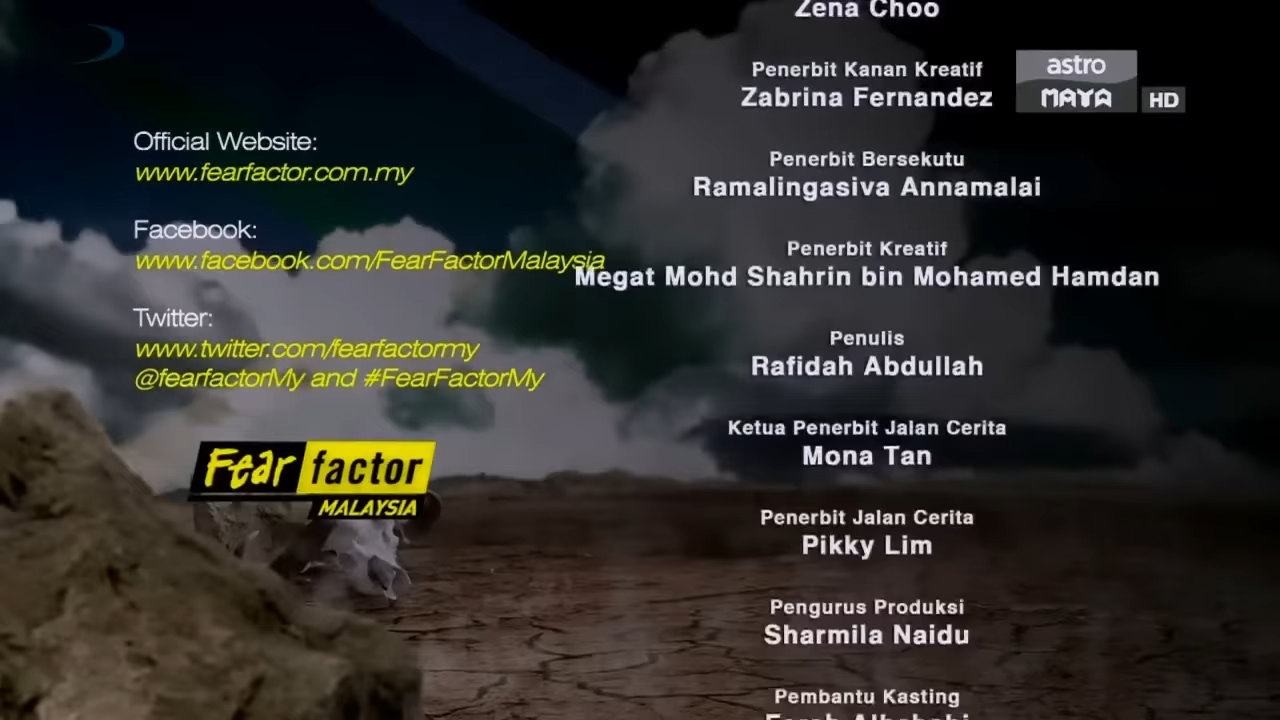 Zena Choo
Penerbit Kanan Kreatif
Zabrina Fernandez
astro
MAYA
HD
Official Website:
www.fearfactor.com.my
Penerbit Bersekutu
Ramalingasiva Annamalai
Facebook:
www.facebook.com/FearFactorMalaysia
Penerbit Kreatif
Megat Mohd Shahrin bin Mohamed Hamdan
Twitter:
www.twitter.com/fearfactormy
@fearfactorMy and #FearFactorMy
Penulis
Rafidah Abdullah
Ketua Penerbit Jalan Cerita
Mona Tan
Fear factor
MALAYSIA
Penerbit Jalan Cerita
Pikky Lim
Pengurus Produksi
Sharmila Naidu
Pembantu Kasting